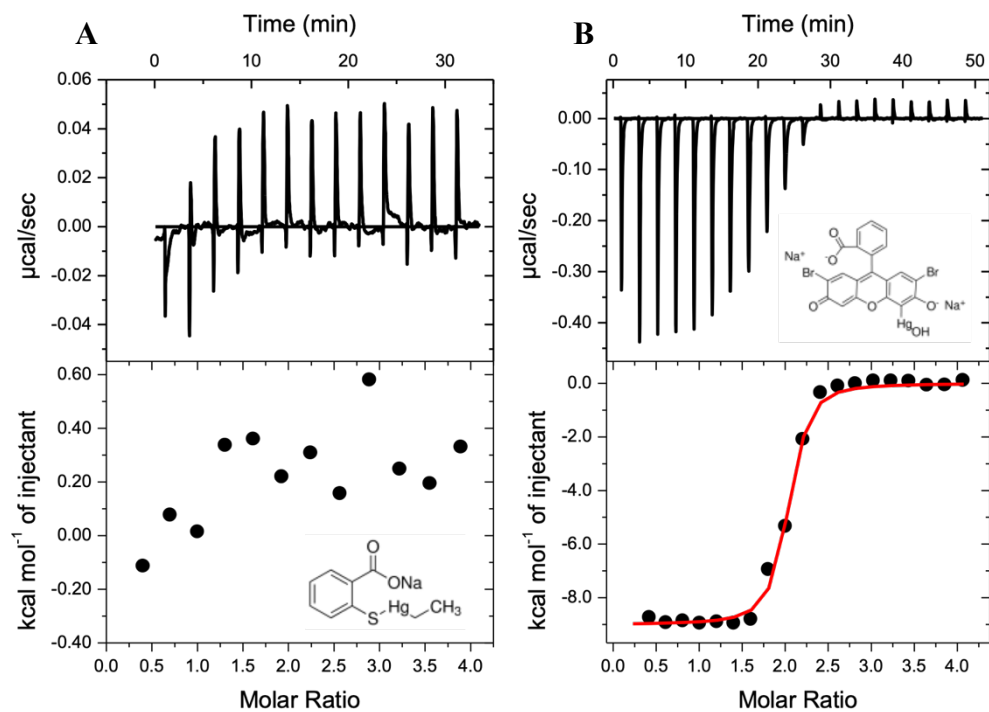 A
Time (min)
0 10 20 30
0.06
0.04
0.02
0.00
-0.02
-0.04
µcal/sec
0.60
0.40
0.20
0.00
-0.20
-0.40
kcal mol⁻¹ of injectant
O
ONa
S
Hg
CH₃
0.0 0.5 1.0 1.5 2.0 2.5 3.0 3.5 4.0
Molar Ratio
B
Time (min)
0 10 20 30 40 50
0.00
-0.10
-0.20
-0.30
-0.40
µcal/sec
O
⁻O
Na⁺
Br
Br
O
O
O⁻ Na⁺
Hg
OH
0.0
-2.0
-4.0
-6.0
-8.0
kcal mol⁻¹ of injectant
0.0 0.5 1.0 1.5 2.0 2.5 3.0 3.5 4.0
Molar Ratio